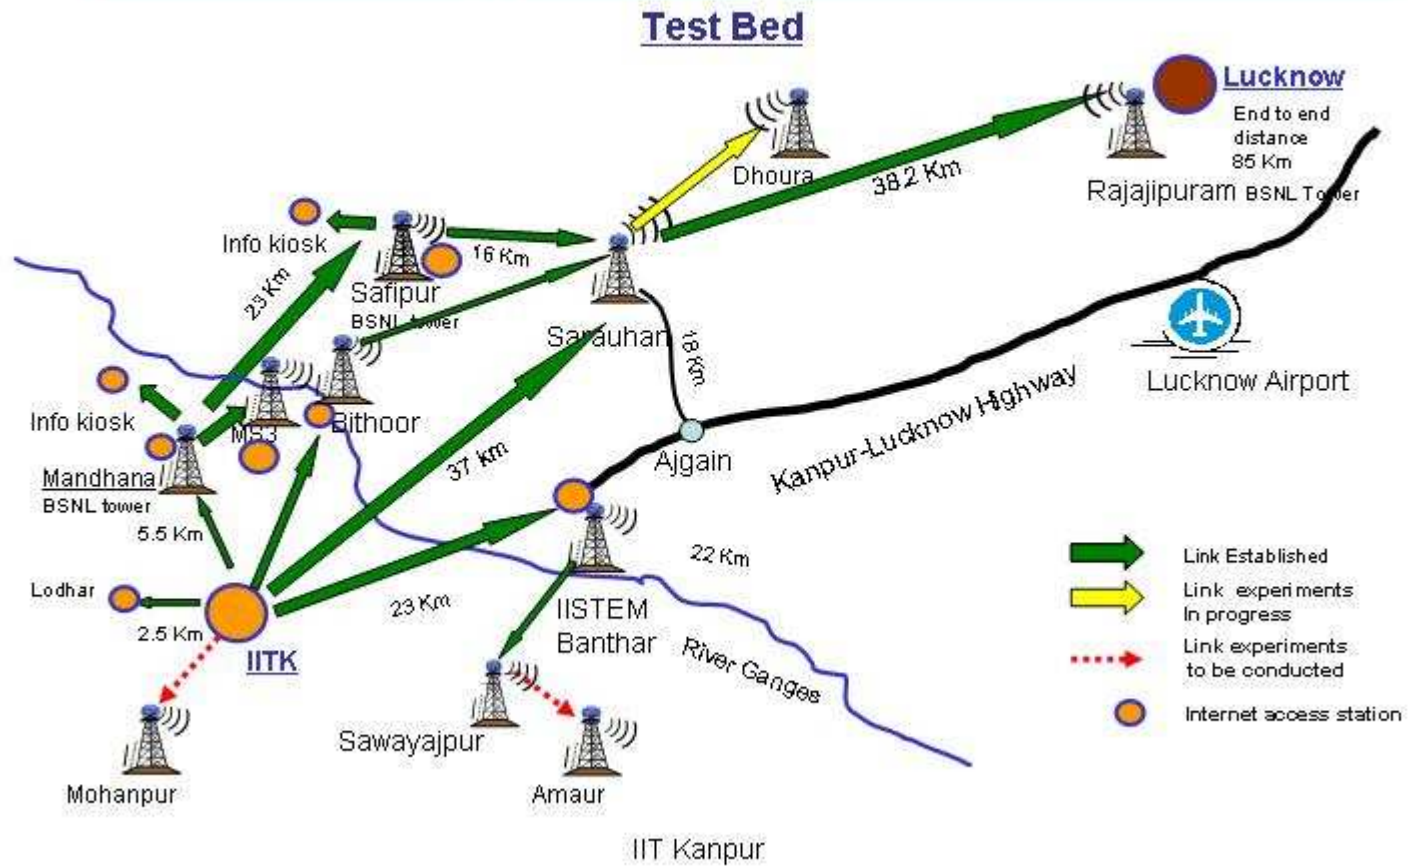 Test Bed
Lucknow
End to end
distance
85 Km
Rajajipuram BSNL Tower
Dhoura
38.2 Km
Info kiosk
16 Km
Safipur
BSNL tower
23 Km
Sarauhan
18 Km
Lucknow Airport
Info kiosk
MS3
Bithoor
Mandhana
BSNL tower
37 km
Ajgain
Kanpur-Lucknow Highway
5.5 Km
22 Km
Link Established
Lodhar
23 Km
IISTEM
Banthar
Link experiments
In progress
2.5 Km
IITK
River Ganges
Link experiments
to be conducted
Internet access station
Sawayajpur
Mohanpur
Amaur
IIT Kanpur